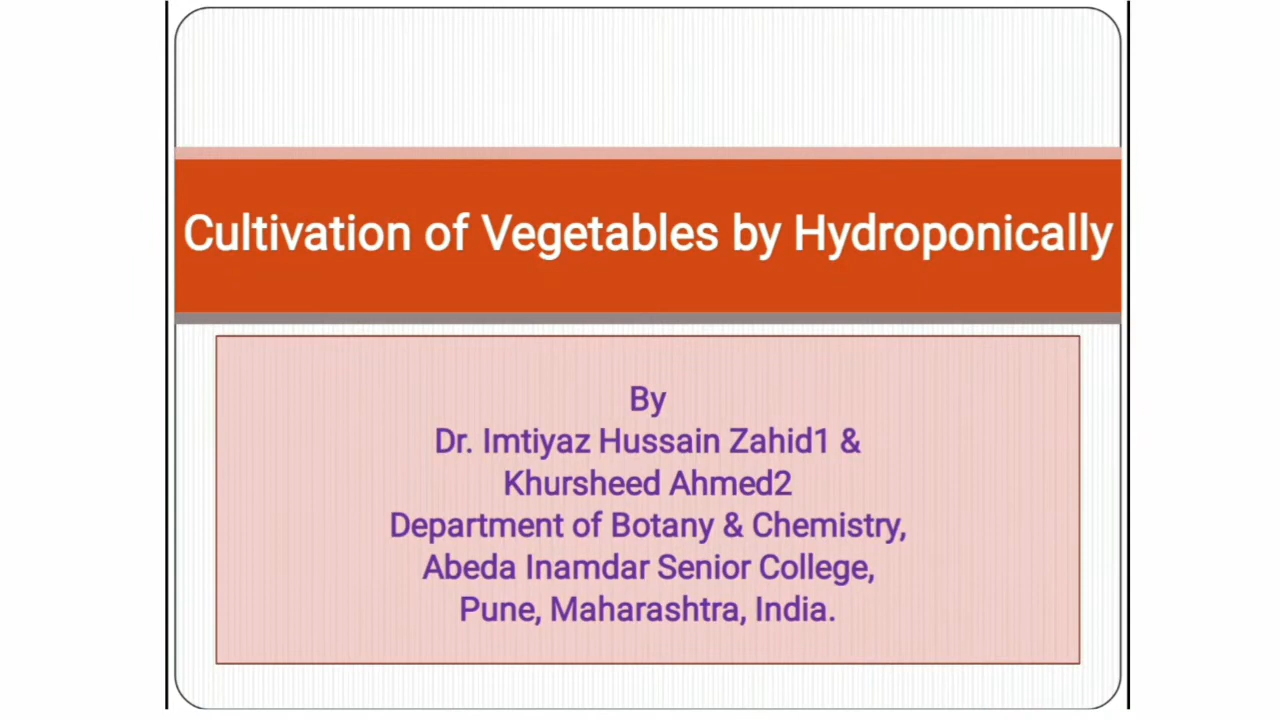 Cultivation of Vegetables by Hydroponically
By
Dr. Imtiyaz Hussain Zahid1 &
Khursheed Ahmed2
Department of Botany & Chemistry,
Abeda Inamdar Senior College,
Pune, Maharashtra, India.